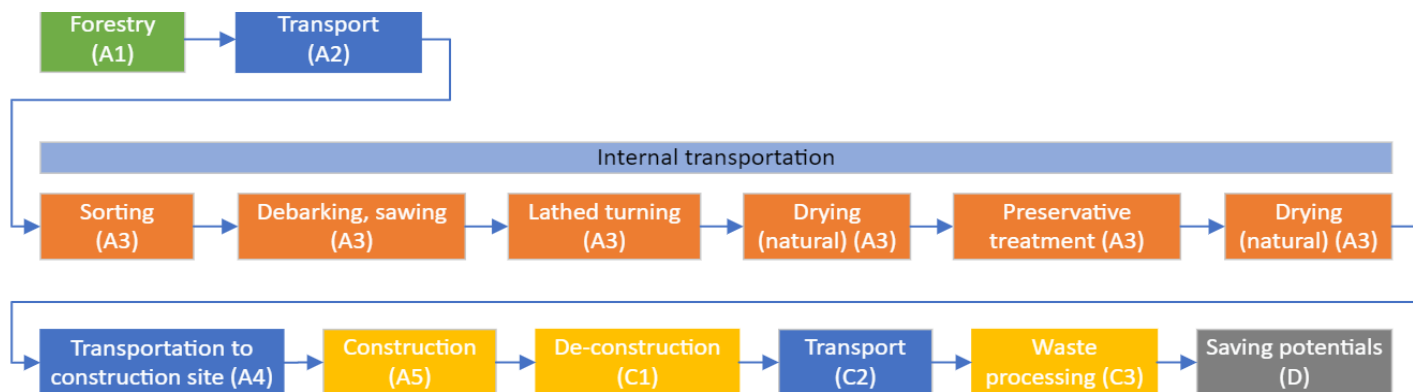 Forestry
(A1)
Transport
(A2)
Internal transportation
Sorting
(A3)
Debarking, sawing
(A3)
Lathed turning
(A3)
Drying
(natural) (A3)
Preservative
treatment (A3)
Drying
(natural) (A3)
Transportation to
construction site (A4)
Construction
(A5)
De-construction
(C1)
Transport
(C2)
Waste
processing (C3)
Saving potentials
(D)